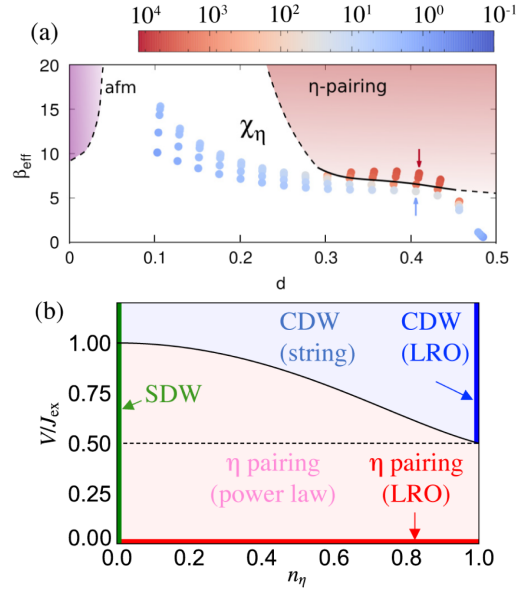 (a)
10⁴ 10³ 10² 10¹ 10⁰ 10⁻¹
20
15
10
5
0
β_eff
afm
χ_η
η-pairing
0 0.1 0.2 0.3 0.4 0.5
d
(b)
1.00
0.75
0.50
0.25
0.00
V/J_ex
CDW
(string)
CDW
(LRO)
SDW
η pairing
(power law)
η pairing
(LRO)
0.0 0.2 0.4 0.6 0.8 1.0
n_η